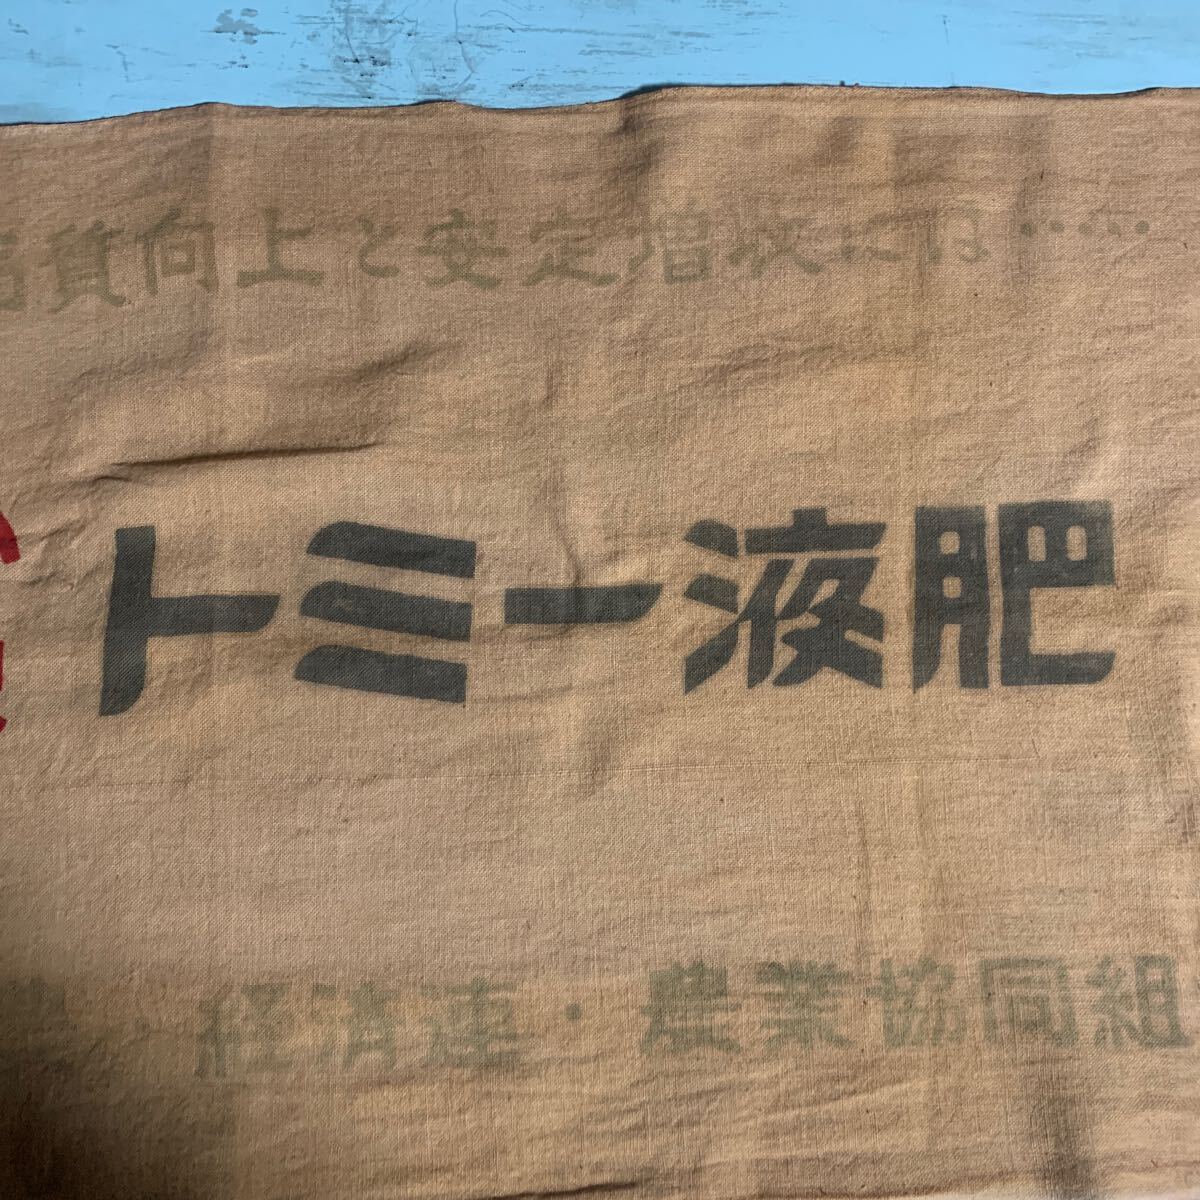 品質向上と安定増収には・・・・・
トミー液肥
・経済連・農業協同組